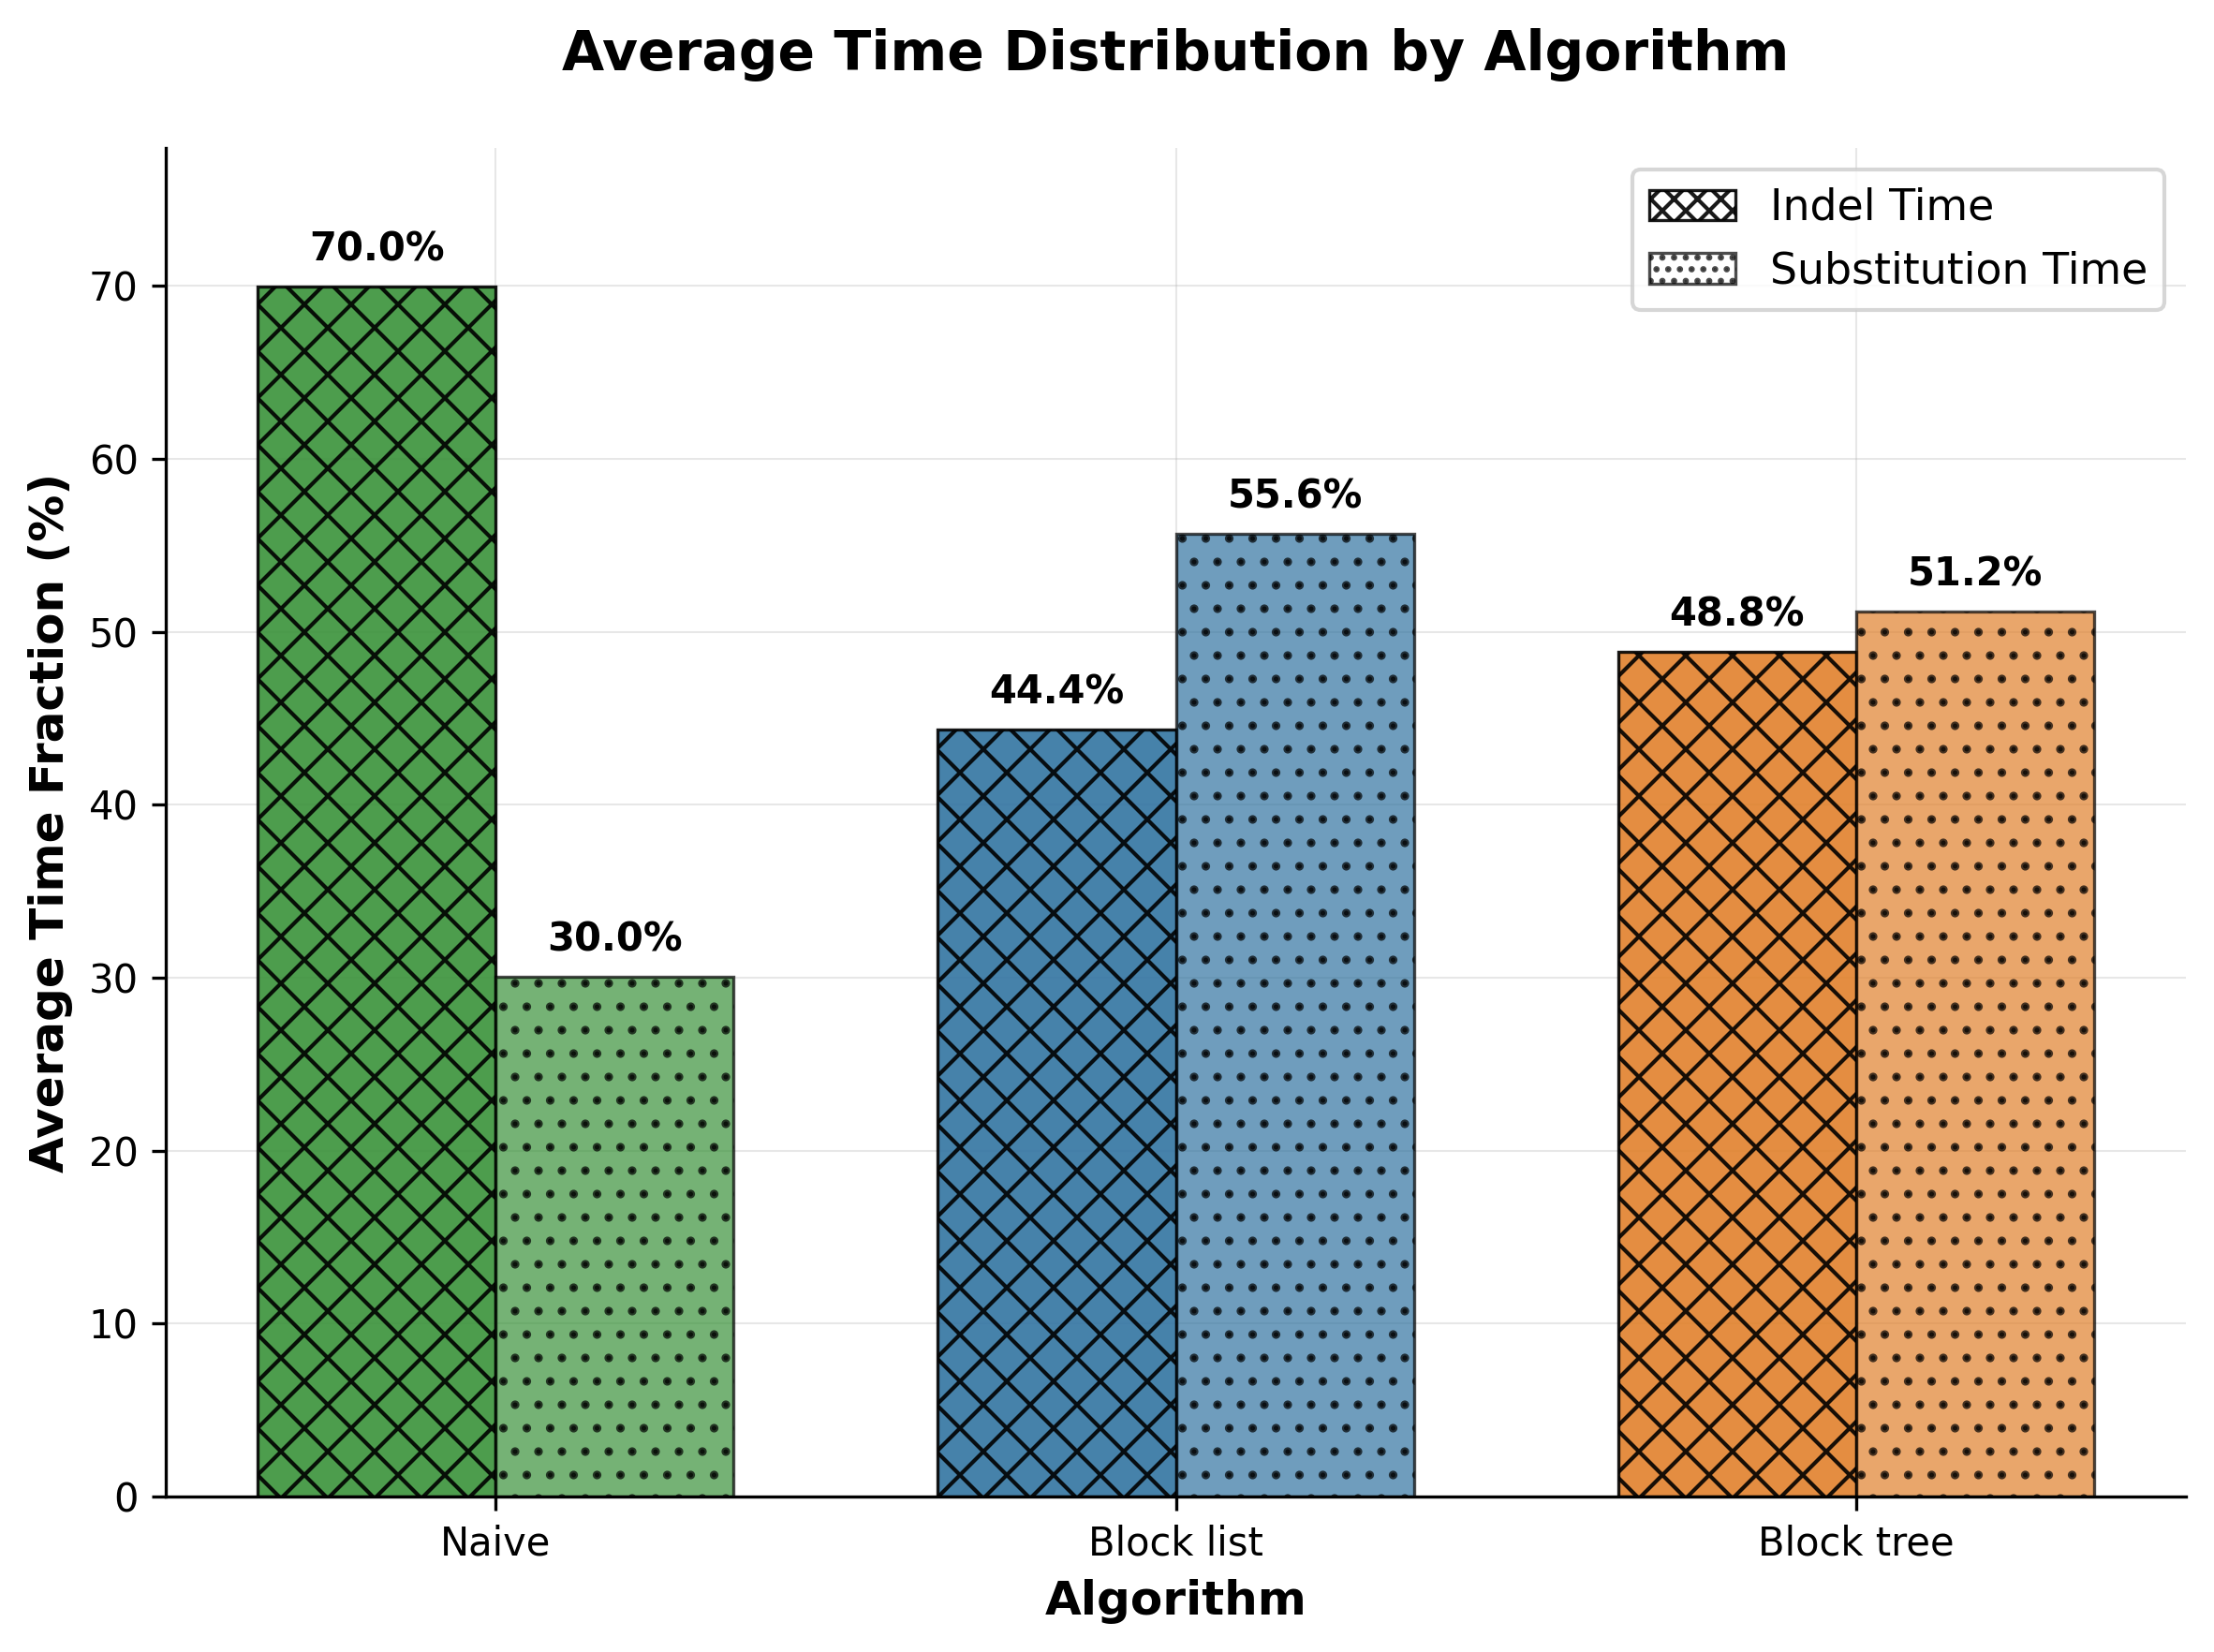 Average Time Distribution by Algorithm
Indel Time
Substitution Time
Average Time Fraction (%)
70
60
50
40
30
20
10
0
70.0%
30.0%
44.4%
55.6%
48.8%
51.2%
Naive
Block list
Block tree
Algorithm